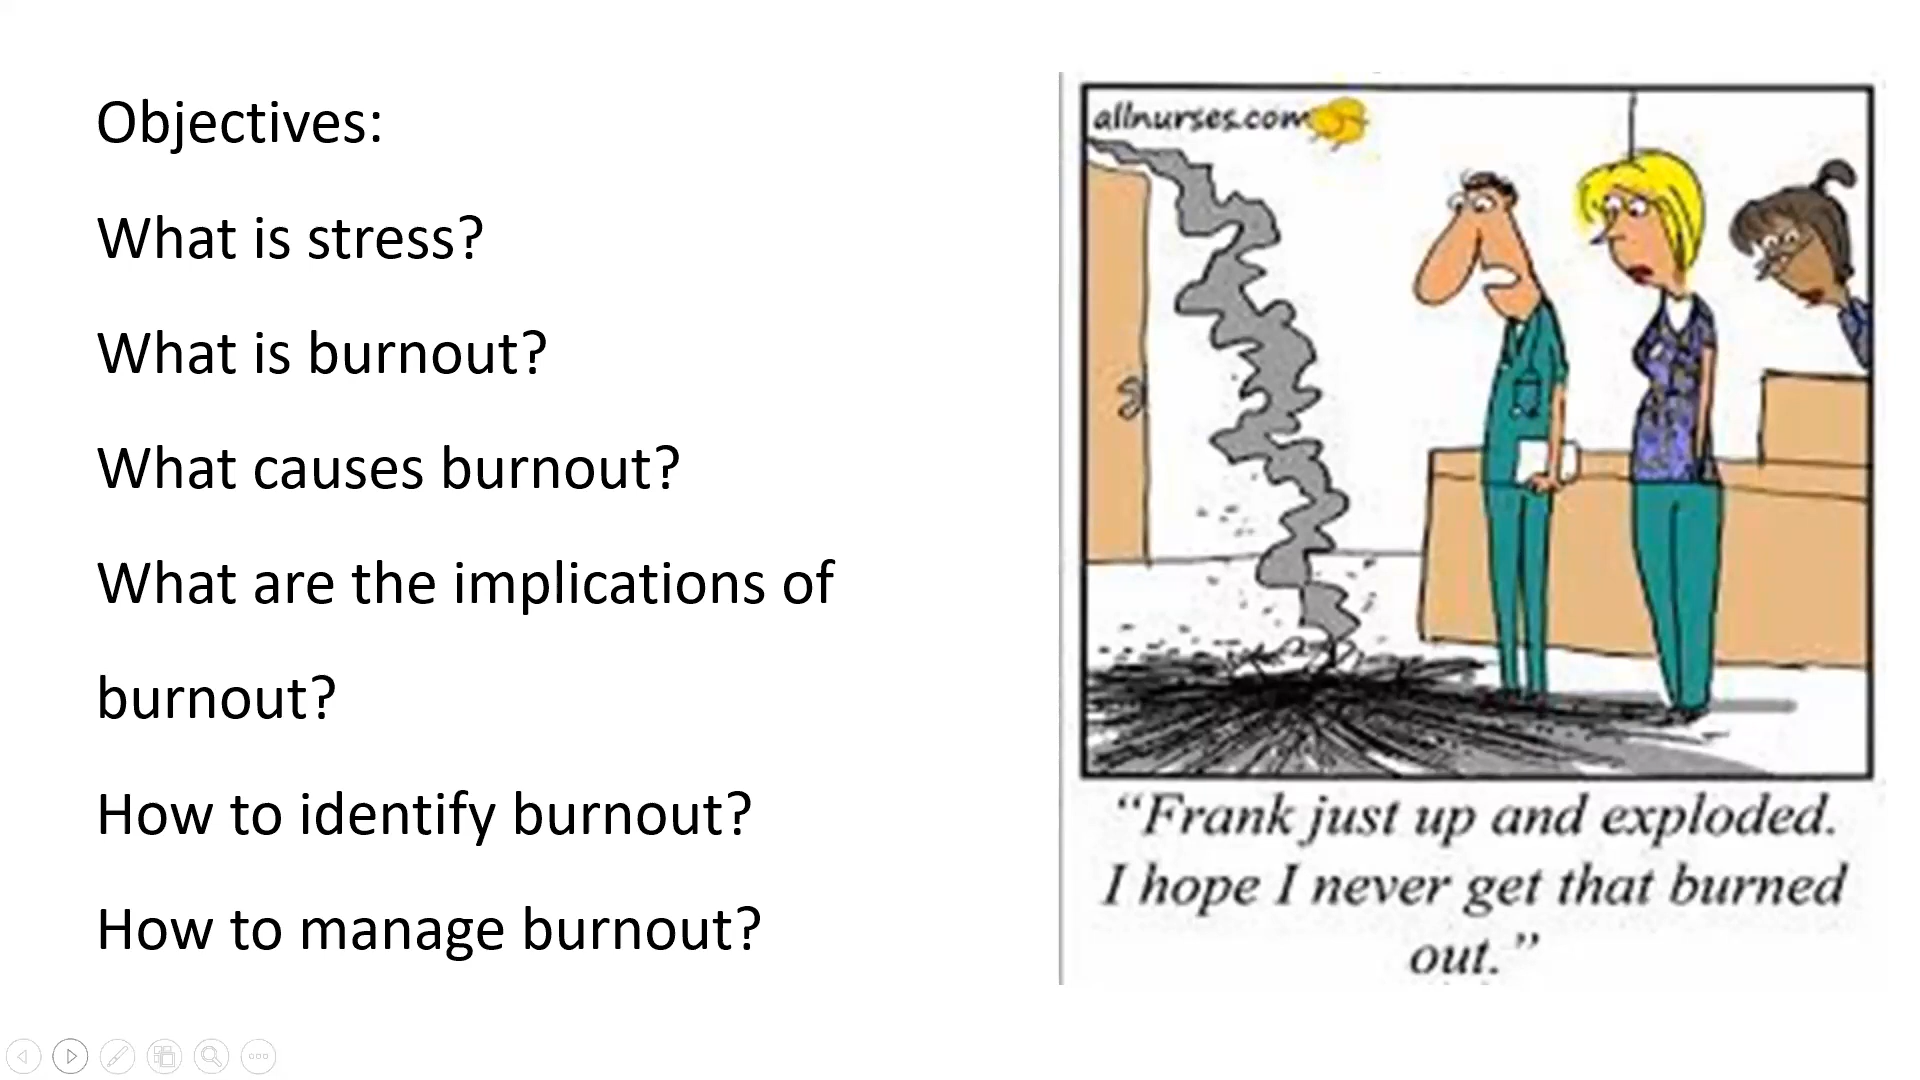 Objectives:
What is stress?
What is burnout?
What causes burnout?
What are the implications of
burnout?
How to identify burnout?
How to manage burnout?
allnurses.com
“Frank just up and exploded.
I hope I never get that burned
out.”